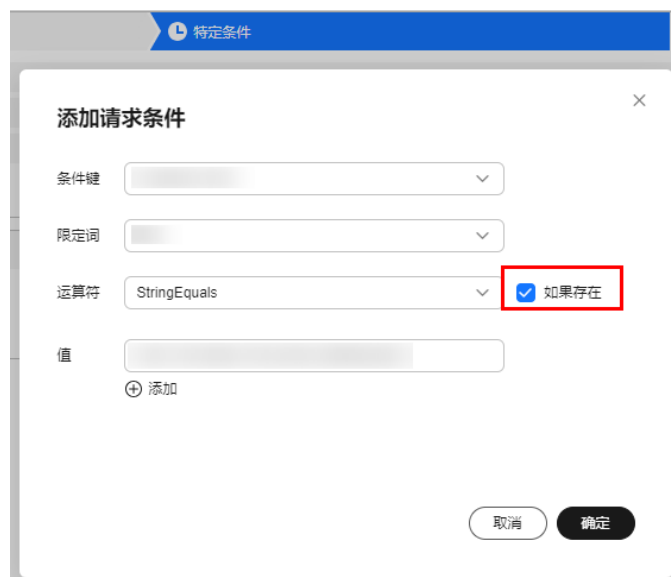 特定条件
添加请求条件
条件键
限定词
运算符 StringEquals 如果存在
值
添加
取消 确定